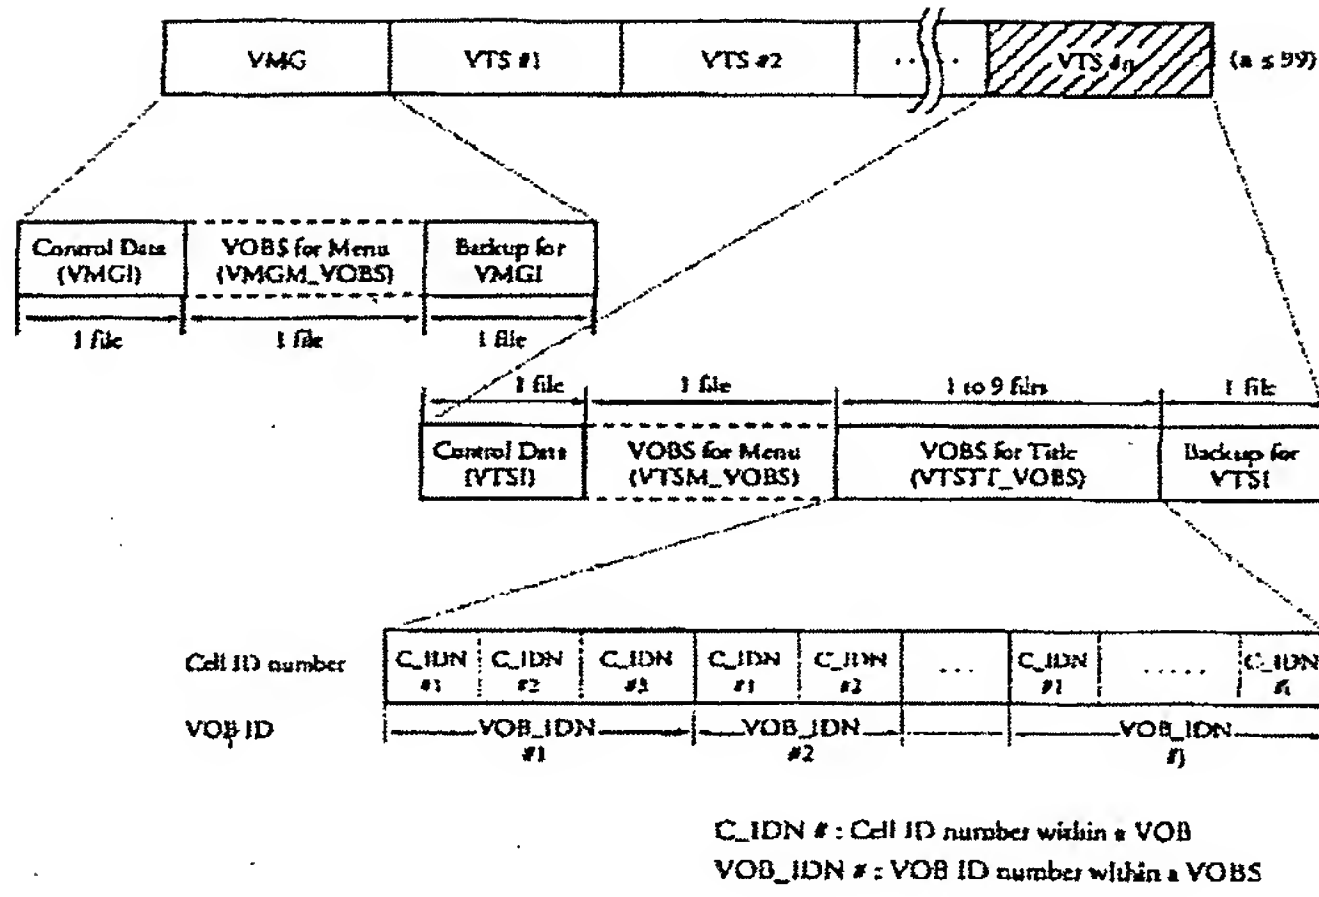 VMG VTS #1 VTS #2 . . . VTS #n (n ≤ 99)
Control Data (VMGI)
VOBS for Menu (VMGM_VOBS)
Backup for VMGI
1 file 1 file 1 file
1 file 1 file 1 to 9 files 1 file
Control Data (VTSI)
VOBS for Menu (VTSM_VOBS)
VOBS for Title (VTSTT_VOBS)
Backup for VTSI
Cell ID number C_IDN C_IDN C_IDN C_IDN C_IDN . . . C_IDN . . . . . C_IDN
#1 #2 #3 #1 #2 #1 #i
VOB ID VOB_IDN VOB_IDN VOB_IDN
#1 #2 #j
C_IDN # : Cell ID number within a VOB
VOB_IDN # : VOB ID number within a VOBS